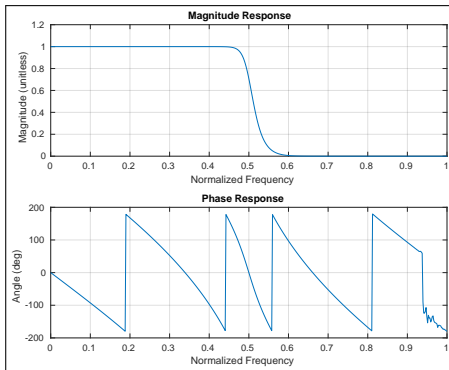 Magnitude Response
1.2
1
0.8
0.6
0.4
0.2
0
Magnitude (unitless)
0 0.1 0.2 0.3 0.4 0.5 0.6 0.7 0.8 0.9 1
Normalized Frequency
Phase Response
200
100
0
-100
-200
Angle (deg)
0 0.1 0.2 0.3 0.4 0.5 0.6 0.7 0.8 0.9 1
Normalized Frequency